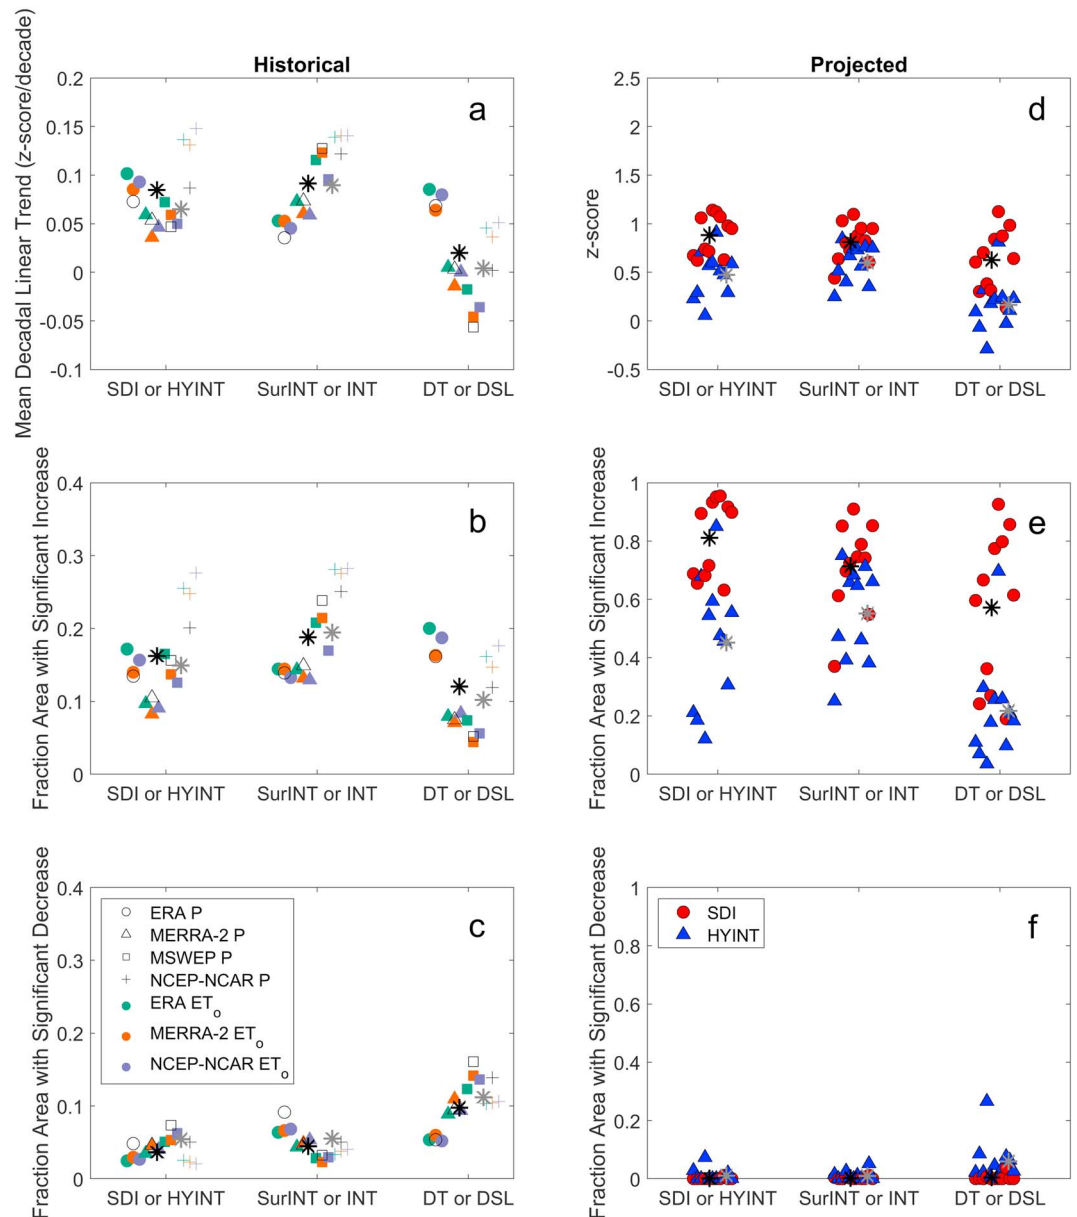 Historical
Mean Decadal Linear Trend (z-score/decade)
a
0.2
0.15
0.1
0.05
0
-0.05
-0.1
SDI or HYINT
SurINT or INT
DT or DSL
Projected
z-score
d
2.5
2
1.5
1
0.5
0
-0.5
SDI or HYINT
SurINT or INT
DT or DSL
Fraction Area with Significant Increase
b
0.4
0.3
0.2
0.1
0
SDI or HYINT
SurINT or INT
DT or DSL
Fraction Area with Significant Increase
e
1
0.8
0.6
0.4
0.2
0
SDI or HYINT
SurINT or INT
DT or DSL
Fraction Area with Significant Decrease
c
0.4
0.3
0.2
0.1
0
ERA P
MERRA-2 P
MSWEP P
NCEP-NCAR P
ERA ETo
MERRA-2 ETo
NCEP-NCAR ETo
SDI or HYINT
SurINT or INT
DT or DSL
Fraction Area with Significant Decrease
f
1
0.8
0.6
0.4
0.2
0
SDI
HYINT
SDI or HYINT
SurINT or INT
DT or DSL